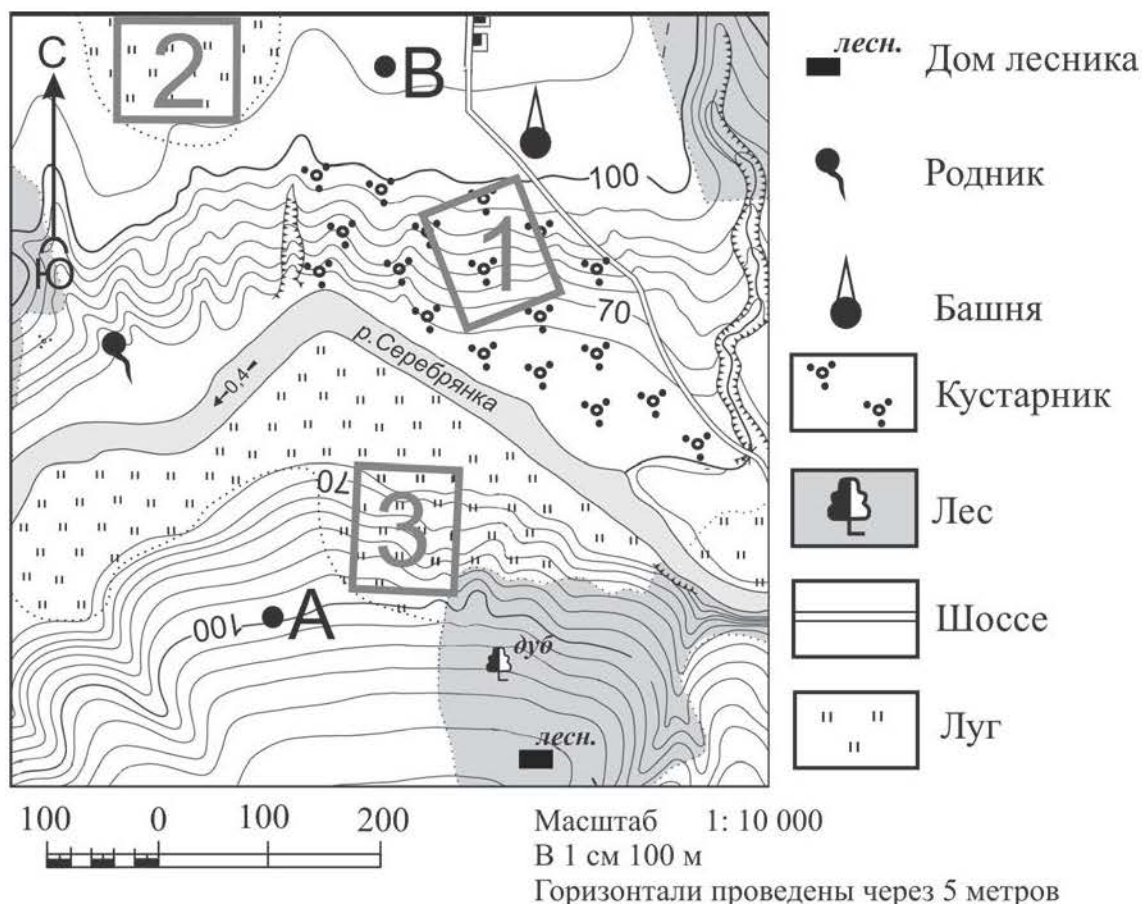 2
В
С
100
1
Ю
70
р. Серебрянка
0,4
70
3
100
А
дуб
лесн.
лесн.
Дом лесника
Родник
Башня
Кустарник
Лес
Шоссе
Луг
100 0 100 200
Масштаб 1: 10 000
В 1 см 100 м
Горизонтали проведены через 5 метров